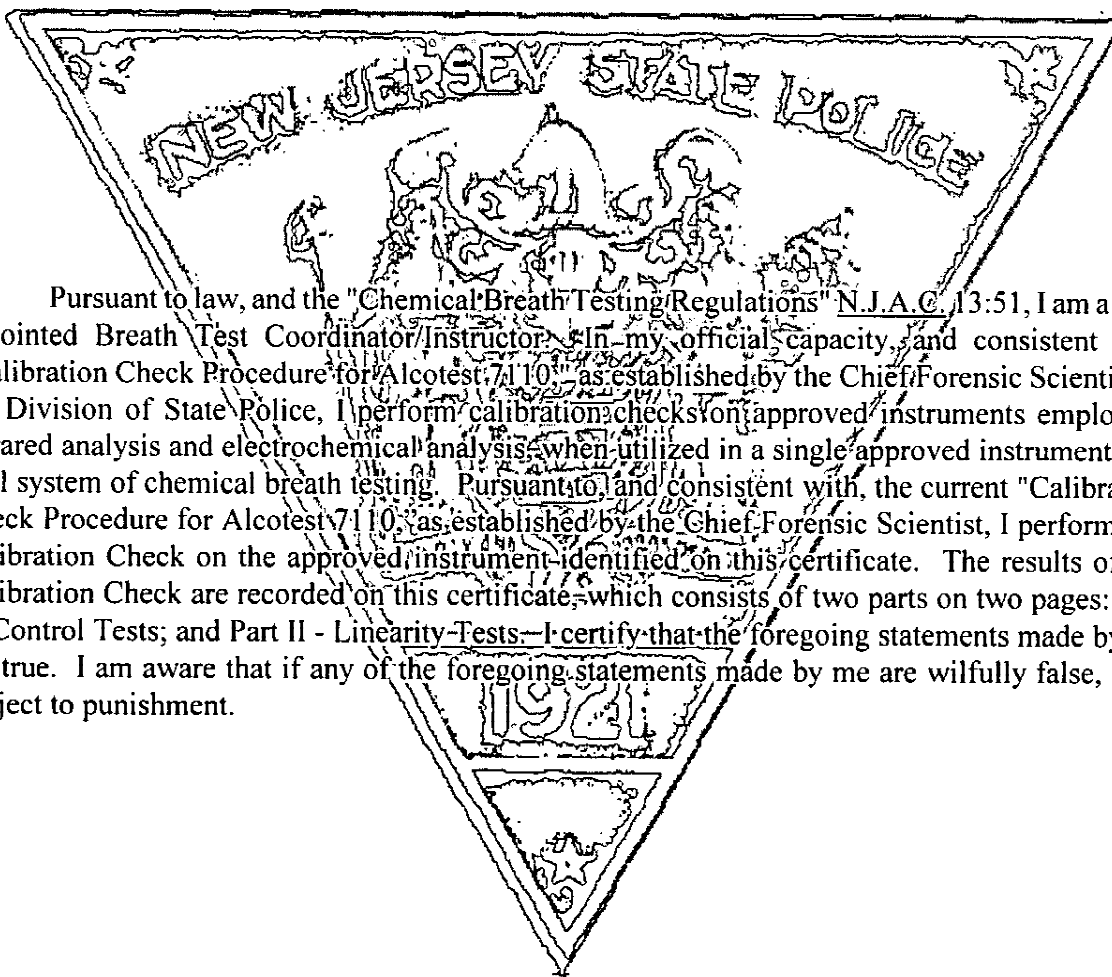 NEW JERSEY STATE POLICE
Pursuant to law, and the "Chemical Breath Testing Regulations" N.J.A.C. 13:51, I am a
ointed Breath Test Coordinator/Instructor. In my official capacity, and consistent
libration Check Procedure for Alcotest 7110," as established by the Chief Forensic Scienti
Division of State Police, I perform calibration checks on approved instruments emplo
ared analysis and electrochemical analysis, when utilized in a single approved instrument
l system of chemical breath testing. Pursuant to, and consistent with, the current "Calibra
eck Procedure for Alcotest 7110," as established by the Chief Forensic Scientist, I perform
ibration Check on the approved instrument identified on this certificate. The results o
ibration Check are recorded on this certificate, which consists of two parts on two pages:
Control Tests; and Part II - Linearity Tests. I certify that the foregoing statements made by
true. I am aware that if any of the foregoing statements made by me are wilfully false,
ject to punishment.
1921